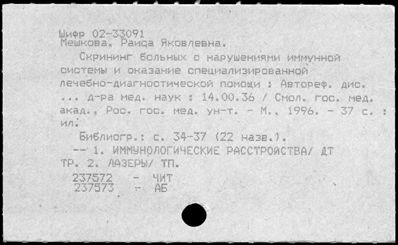 Шифр 02-33091
Мешкова, Раиса Яковлевна.
Скрининг больных с нарушениями иммунной
системы и оказание специализированной
лечебно-диагностической помощи : Автореф. дис.
... д-ра мед. наук : 14.00.36 / Смол. гос. мед.
акад., Рос. гос. мед. ун-т. - М., 1996. - 37 с. :
ил.
Библиогр.: с. 34-37 (22 назв.).
-- 1. ИММУНОЛОГИЧЕСКИЕ РАССТРОЙСТВА/ ДТ
ТР. 2. ЛАЗЕРЫ/ ТП.
237572 - ЧИТ
237573 - АБ